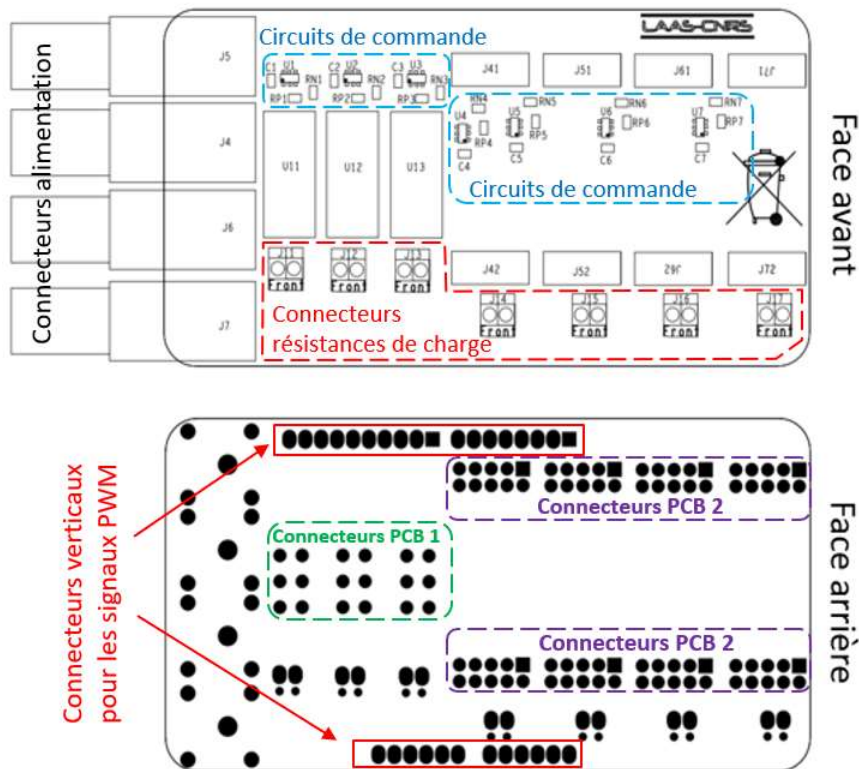 LAAS-CNRS
Circuits de commande
J5
C1 U1 RN1 C2 U2 RN2 C3 U3 RN3
RP1 RP2 RP3
J41 J51 J61 J71
RN4 RN5 RN6 RN7
U4 U5 U6 U7
RP4 RP5 RP6 RP7
C4 C5 C6 C7
J4
U11 U12 U13
Circuits de commande
J6
J11 J12 J13
Front Front Front
J42 J52 J62 J72
J7
Connecteurs
résistances de charge
J14 J15 J16 J17
Front Front Front Front
Connecteurs alimentation
Face avant
Connecteurs PCB 2
Connecteurs PCB 1
Connecteurs PCB 2
Connecteurs verticaux
pour les signaux PWM
Face arrière